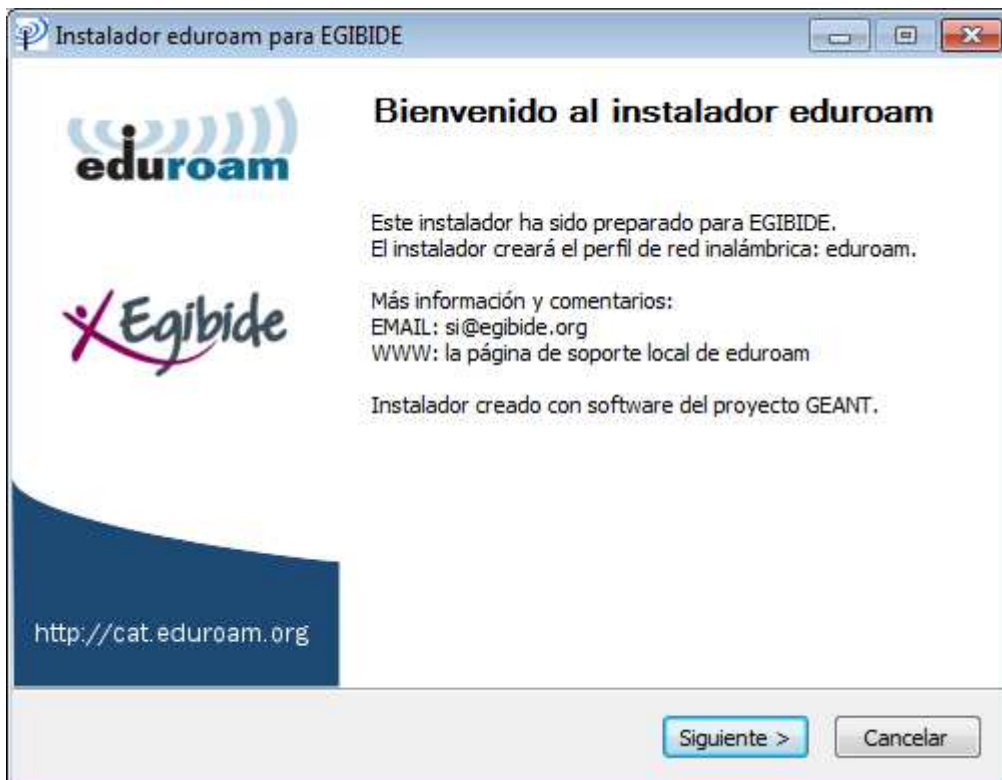 Instalador eduroam para EGIBIDE
eduroam
Bienvenido al instalador eduroam
Este instalador ha sido preparado para EGIBIDE.
El instalador creará el perfil de red inalámbrica: eduroam.
Más información y comentarios:
EMAIL: si@egibide.org
WWW: la página de soporte local de eduroam
Instalador creado con software del proyecto GEANT.
Egibide
http://cat.eduroam.org
Siguiente >
Cancelar